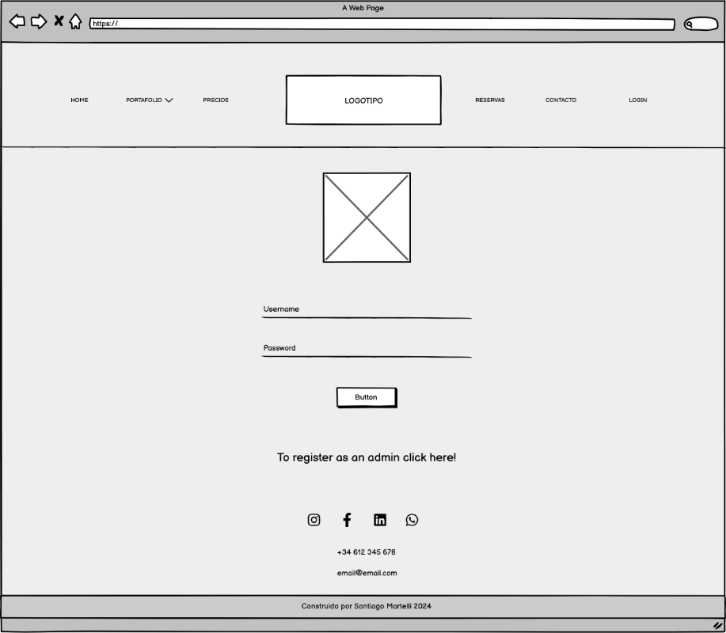 A Web Page
https://
HOME
PORTAFOLIO
PRECIOS
LOGOTIPO
RESERVAS
CONTACTO
LOGIN
Username
Password
Button
To register as an admin click here!
+34 612 345 678
email@email.com
Construido por Santiago Martelli 2024